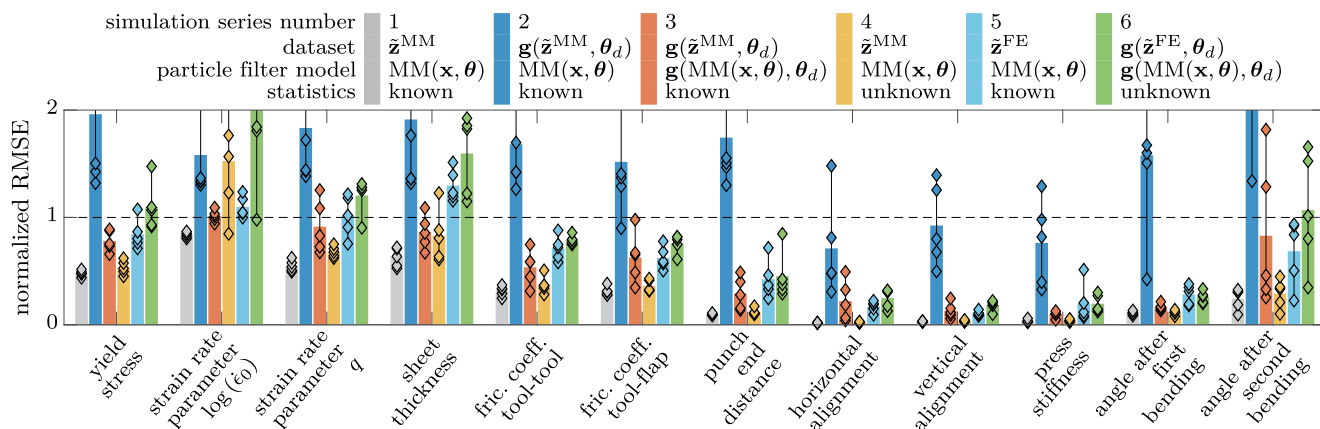 simulation series number 1 2 3 4 5 6
dataset z̃ᴹᴹ g(z̃ᴹᴹ, θ_d) g(z̃ᴹᴹ, θ_d) z̃ᴹᴹ z̃ᶠᴱ g(z̃ᶠᴱ, θ_d)
particle filter model MM(x, θ) MM(x, θ) g(MM(x, θ), θ_d) MM(x, θ) MM(x, θ) g(MM(x, θ), θ_d)
statistics known known known unknown known unknown
2
1
0
normalized RMSE
yield
stress
strain rate
parameter
log (ε̇₀)
strain rate
parameter
q
sheet
thickness
fric. coeff.
tool-tool
fric. coeff.
tool-flap
punch
end
distance
horizontal
alignment
vertical
alignment
press
stiffness
angle after
first
bending
angle after
second
bending